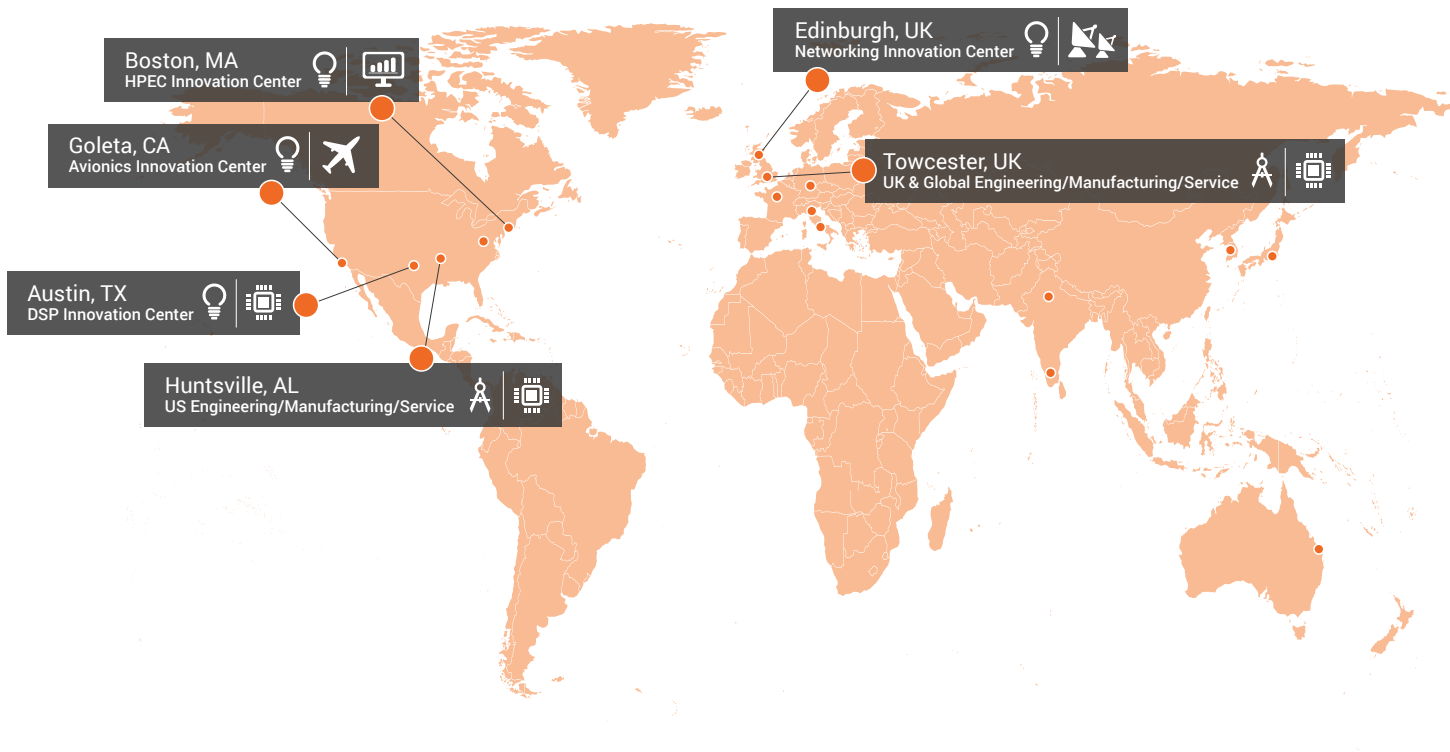 Boston, MA
HPEC Innovation Center
Goleta, CA
Avionics Innovation Center
Austin, TX
DSP Innovation Center
Huntsville, AL
US Engineering/Manufacturing/Service
Edinburgh, UK
Networking Innovation Center
Towcester, UK
UK & Global Engineering/Manufacturing/Service